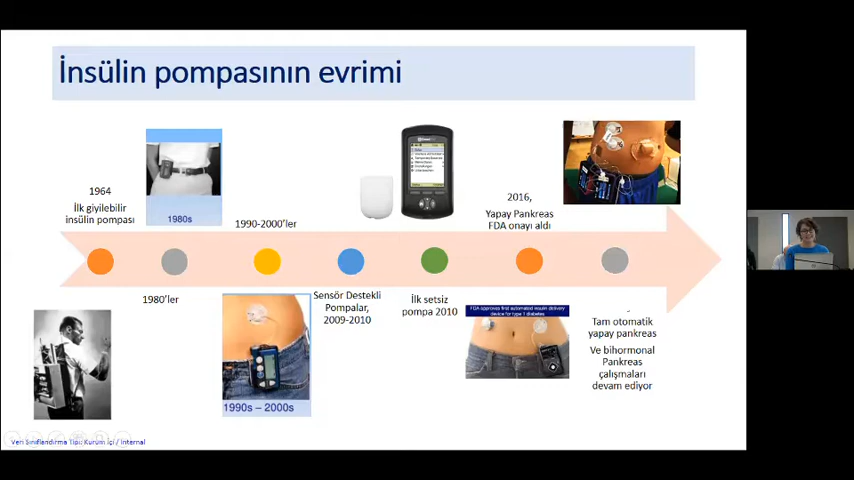 İnsülin pompasının evrimi
1964
İlk giyilebilir
insülin pompası
1980s
1990-2000'ler
2016,
Yapay Pankreas
FDA onayı aldı
1980'ler
Sensör Destekli
Pompalar,
2009-2010
İlk setsiz
pompa 2010
FDA approves first automated insulin delivery
device for type 1 diabetes
Tam otomatik
yapay pankreas
Ve bihormonal
Pankreas
çalışmaları
devam ediyor
1990s – 2000s
Veri Sınıflandırma Tipi: Kurum İçi / Internal